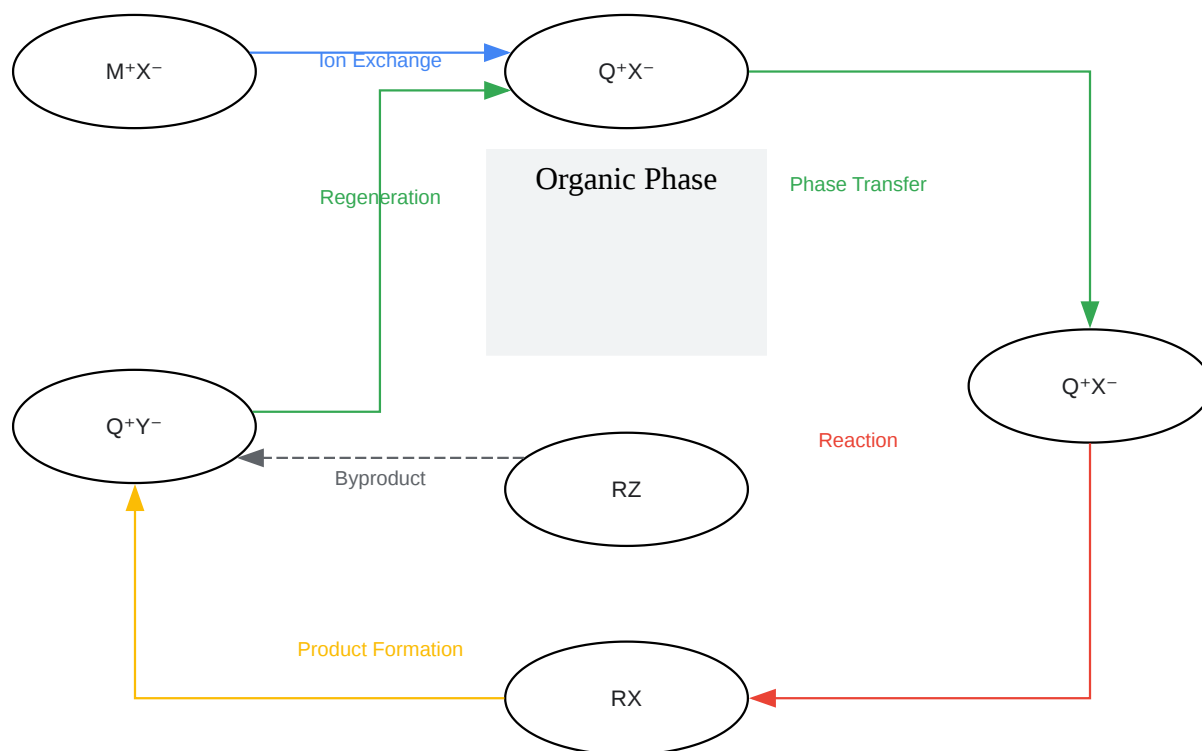 M⁺X⁻
Ion Exchange
Q⁺X⁻
Organic Phase
Regeneration
Phase Transfer
Q⁺X⁻
Q⁺Y⁻
Reaction
Byproduct
RZ
Product Formation
RX